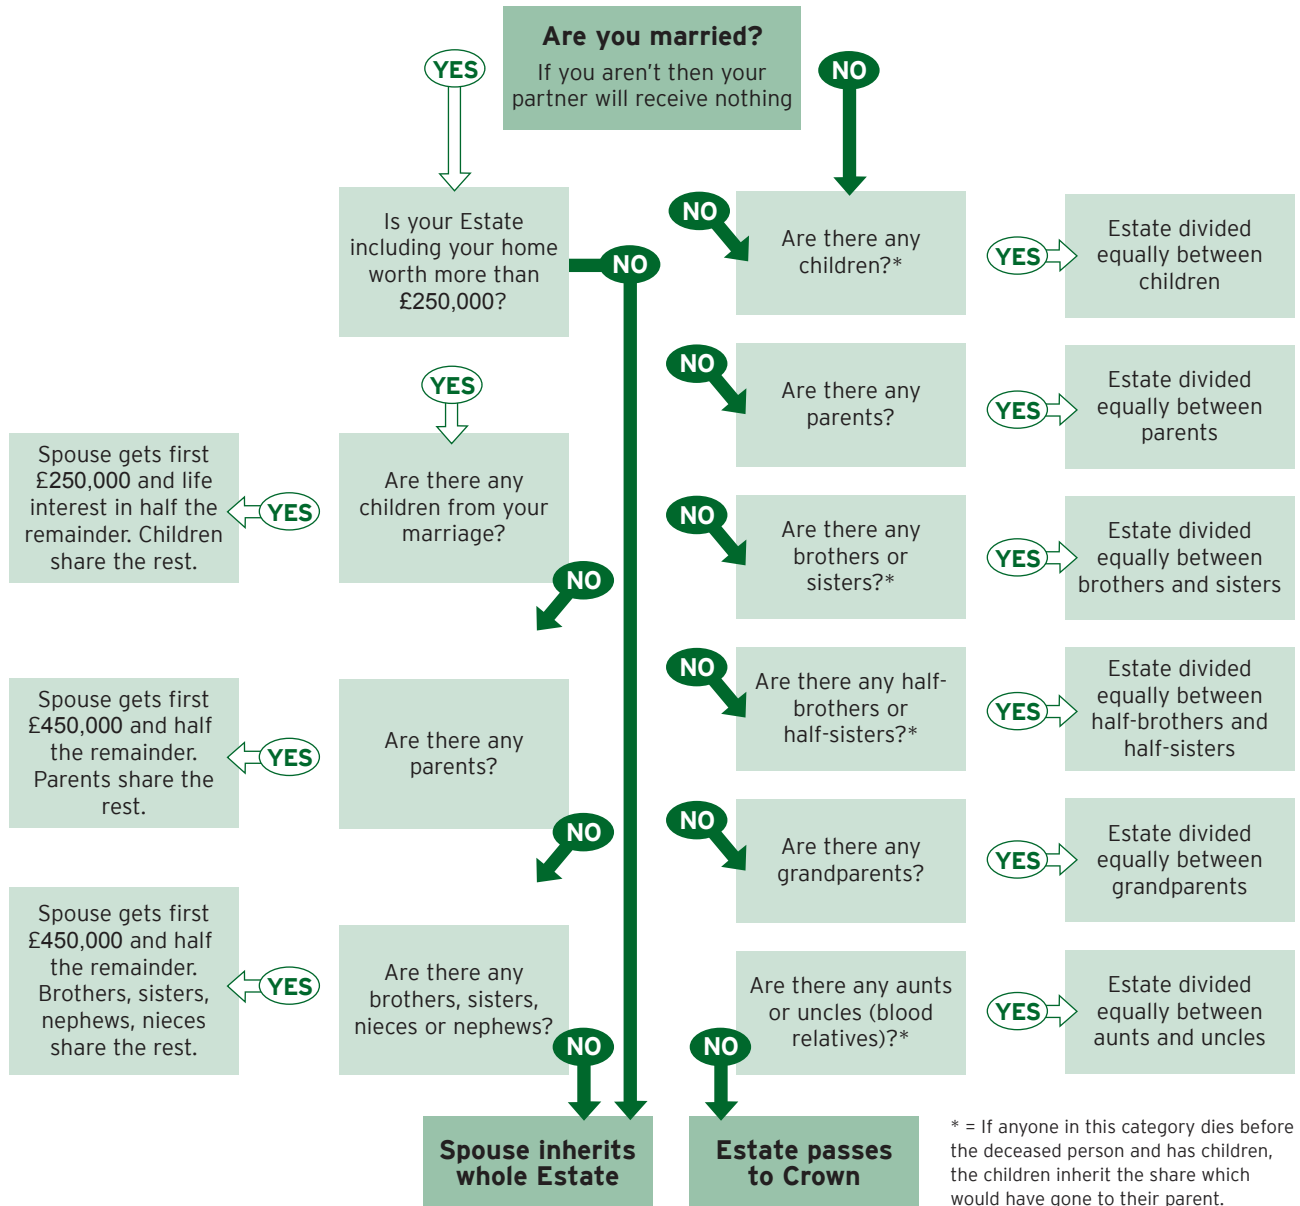 Are you married?
If you aren't then your
partner will receive nothing
YES
NO
Is your Estate
including your home
worth more than
£250,000?
NO
YES
Are there any
children from your
marriage?
YES
Spouse gets first
£250,000 and life
interest in half the
remainder. Children
share the rest.
NO
Are there any
parents?
YES
Spouse gets first
£450,000 and half
the remainder.
Parents share the
rest.
NO
Are there any
brothers, sisters,
nieces or nephews?
YES
Spouse gets first
£450,000 and half
the remainder.
Brothers, sisters,
nephews, nieces
share the rest.
NO
Spouse inherits
whole Estate
NO
Are there any
children?*
YES
Estate divided
equally between
children
NO
Are there any
parents?
YES
Estate divided
equally between
parents
NO
Are there any
brothers or
sisters?*
YES
Estate divided
equally between
brothers and sisters
NO
Are there any half-
brothers or
half-sisters?*
YES
Estate divided
equally between
half-brothers and
half-sisters
NO
Are there any
grandparents?
YES
Estate divided
equally between
grandparents
Are there any aunts
or uncles (blood
relatives)?*
YES
Estate divided
equally between
aunts and uncles
NO
Estate passes
to Crown
* = If anyone in this category dies before
the deceased person and has children,
the children inherit the share which
would have gone to their parent.